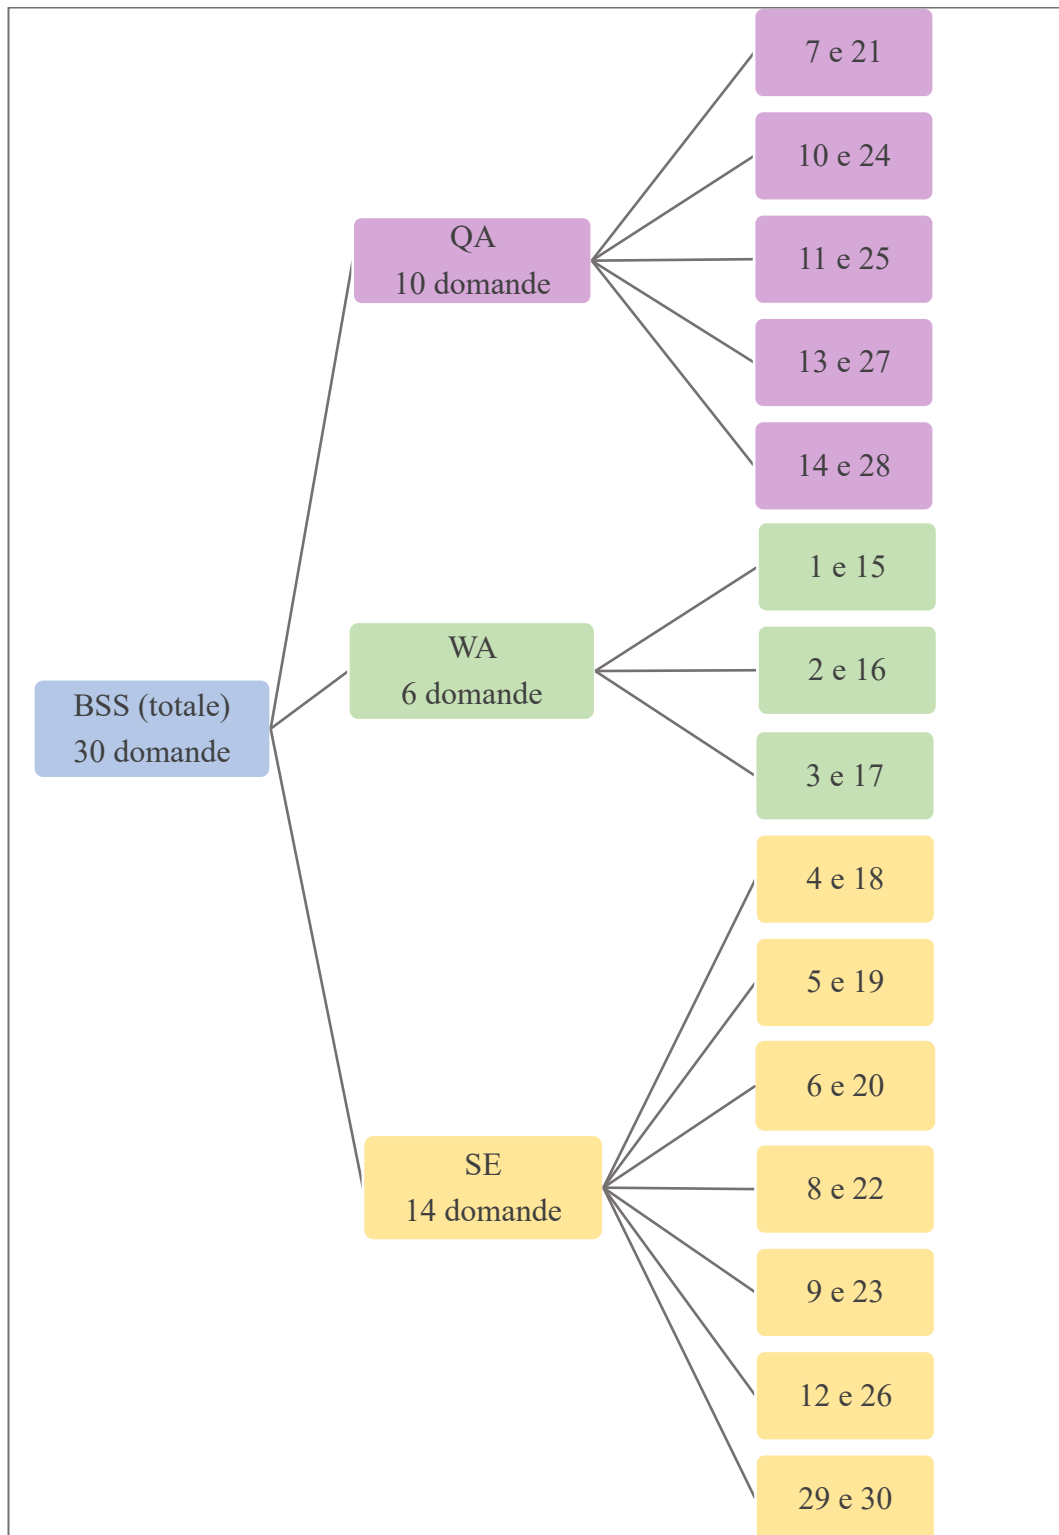 BSS (totale)
30 domande
QA
10 domande
7 e 21
10 e 24
11 e 25
13 e 27
14 e 28
WA
6 domande
1 e 15
2 e 16
3 e 17
SE
14 domande
4 e 18
5 e 19
6 e 20
8 e 22
9 e 23
12 e 26
29 e 30